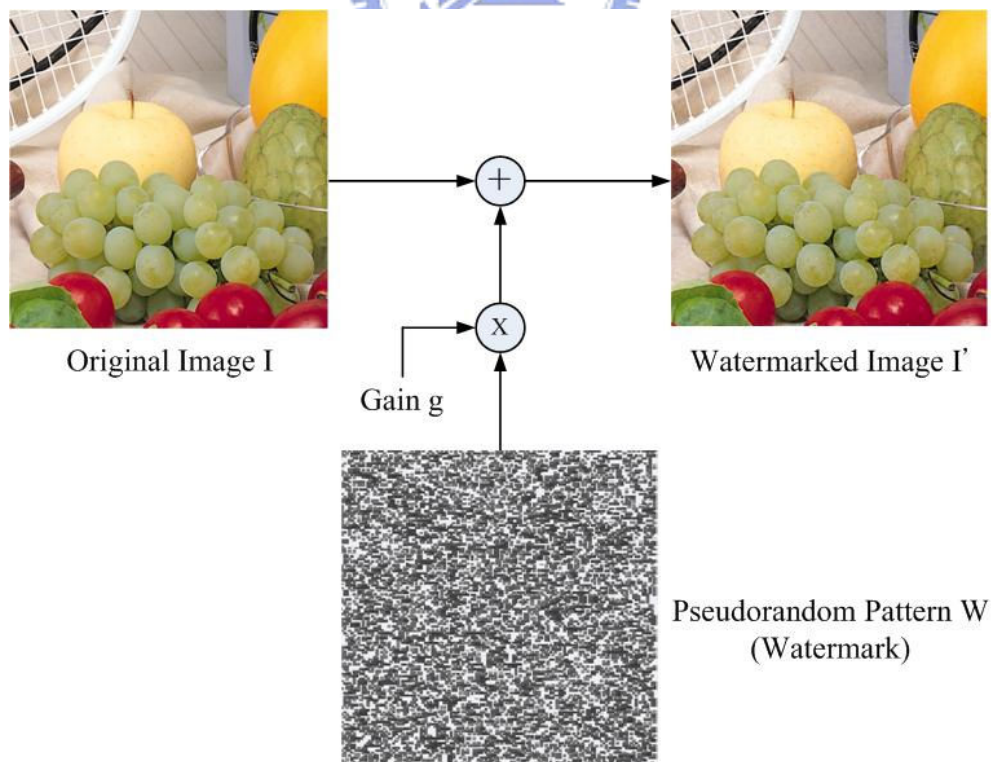 +
Original Image I
Watermarked Image I’
X
Gain g
Pseudorandom Pattern W
(Watermark)